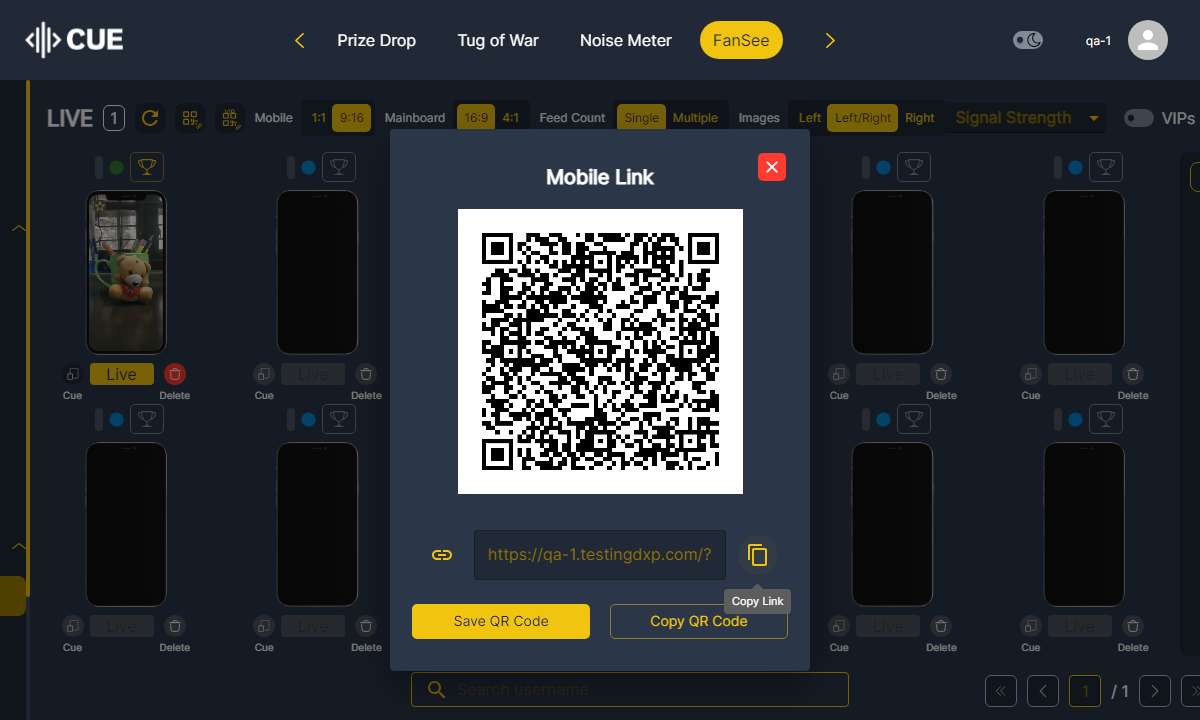 CUE
Prize Drop
Tug of War
Noise Meter
FanSee
qa-1
LIVE 1
Mobile 1:1 9:16
Mainboard 16:9 4:1
Feed Count Single Multiple
Images Left Left/Right Right
Signal Strength
VIPs
Mobile Link
https://qa-1.testingdxp.com/?
Copy Link
Save QR Code
Copy QR Code
Live
Live
Live
Live
Cue Delete
Cue Delete
Cue Delete
Cue Delete
Live
Live
Live
Live
Cue Delete
Cue Delete
Cue Delete
Cue Delete
Search username
1 / 1